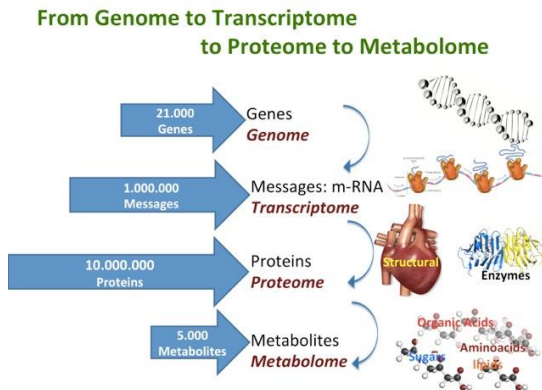 From Genome to Transcriptome
to Proteome to Metabolome
21.000
Genes
Genes
Genome
1.000.000
Messages
Messages: m-RNA
Transcriptome
10.000.000
Proteins
Proteins
Proteome
Structural
Enzymes
5.000
Metabolites
Metabolites
Metabolome
Organic Acids
Aminoacids
Sugars
lipids